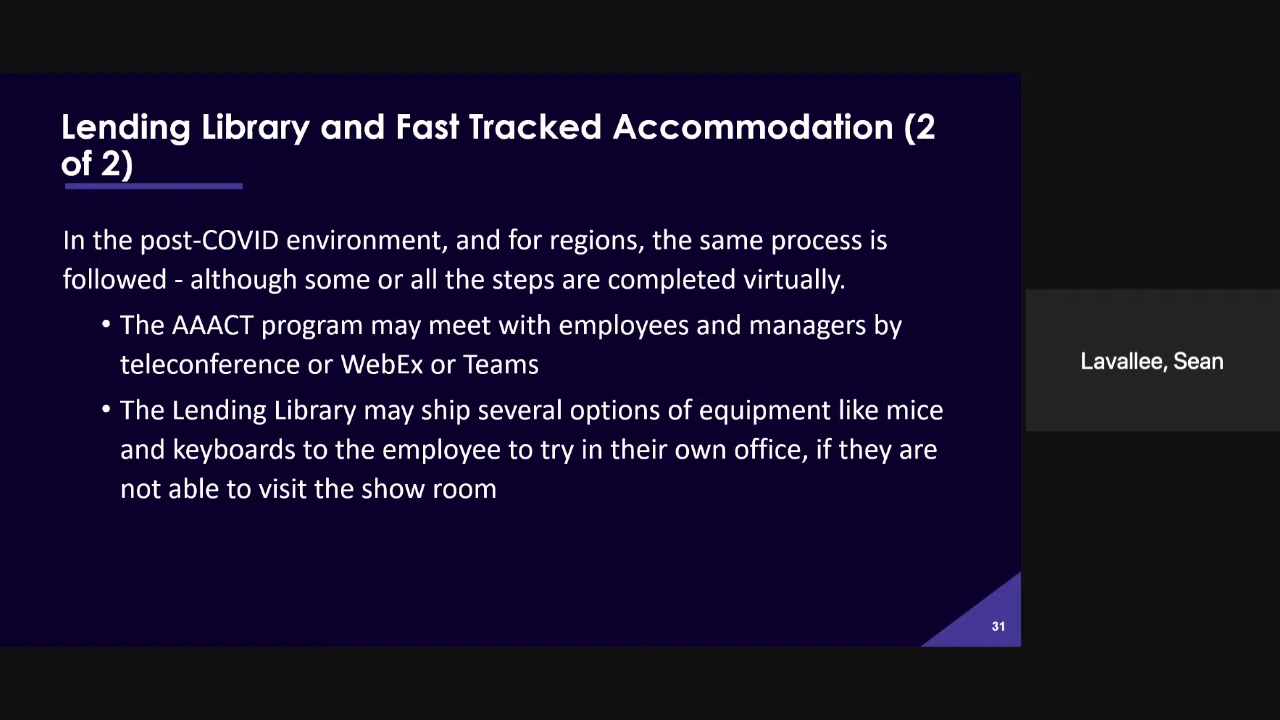 Lending Library and Fast Tracked Accommodation (2
of 2)
In the post-COVID environment, and for regions, the same process is
followed - although some or all the steps are completed virtually.
• The AAACT program may meet with employees and managers by
teleconference or WebEx or Teams
• The Lending Library may ship several options of equipment like mice
and keyboards to the employee to try in their own office, if they are
not able to visit the show room
31
Lavallee, Sean